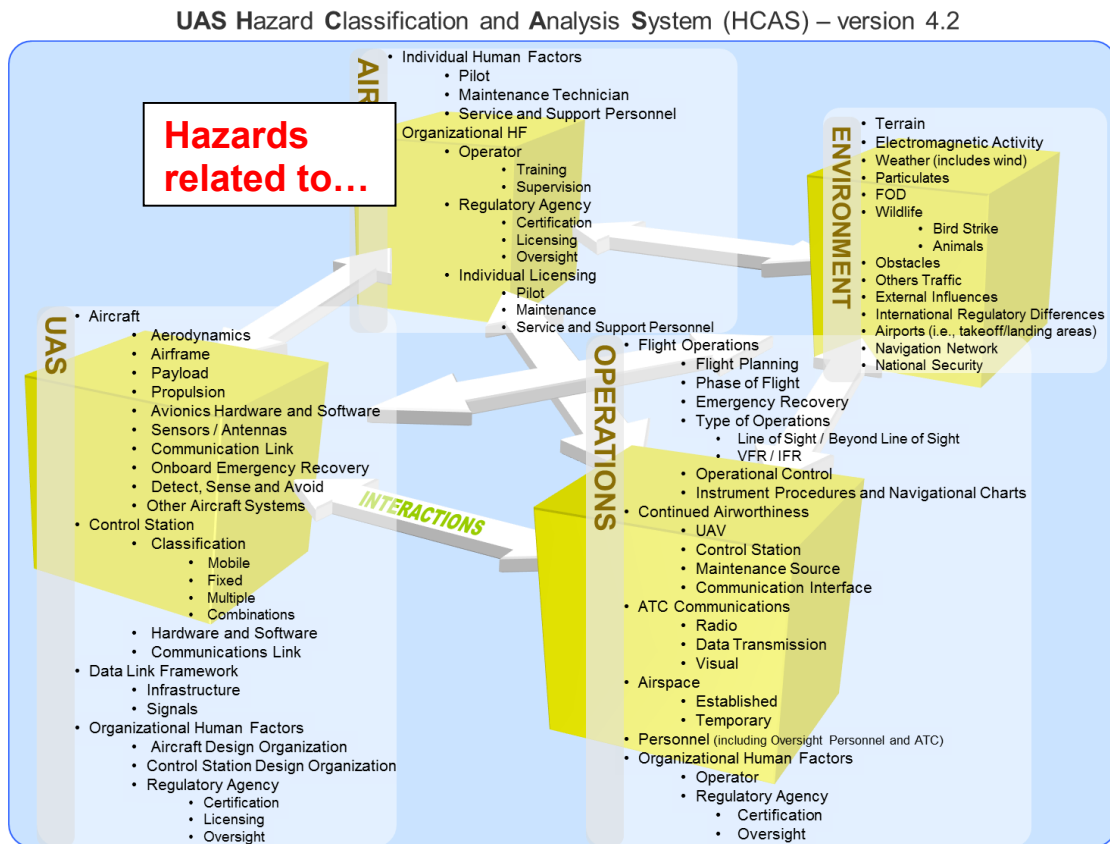 UAS Hazard Classification and Analysis System (HCAS) – version 4.2
Hazards
related to…
AIR
• Individual Human Factors
• Pilot
• Maintenance Technician
• Service and Support Personnel
Organizational HF
• Operator
• Training
• Supervision
• Regulatory Agency
• Certification
• Licensing
• Oversight
• Individual Licensing
• Pilot
• Maintenance
• Service and Support Personnel
ENVIRONMENT
• Terrain
• Electromagnetic Activity
• Weather (includes wind)
• Particulates
• FOD
• Wildlife
• Bird Strike
• Animals
• Obstacles
• Others Traffic
• External Influences
• International Regulatory Differences
• Airports (i.e., takeoff/landing areas)
• Navigation Network
• National Security
UAS
• Aircraft
• Aerodynamics
• Airframe
• Payload
• Propulsion
• Avionics Hardware and Software
• Sensors / Antennas
• Communication Link
• Onboard Emergency Recovery
• Detect, Sense and Avoid
• Other Aircraft Systems
• Control Station
• Classification
• Mobile
• Fixed
• Multiple
• Combinations
• Hardware and Software
• Communications Link
• Data Link Framework
• Infrastructure
• Signals
• Organizational Human Factors
• Aircraft Design Organization
• Control Station Design Organization
• Regulatory Agency
• Certification
• Licensing
• Oversight
INTERACTIONS
OPERATIONS
• Flight Operations
• Flight Planning
• Phase of Flight
• Emergency Recovery
• Type of Operations
• Line of Sight / Beyond Line of Sight
• VFR / IFR
• Operational Control
• Instrument Procedures and Navigational Charts
• Continued Airworthiness
• UAV
• Control Station
• Maintenance Source
• Communication Interface
• ATC Communications
• Radio
• Data Transmission
• Visual
• Airspace
• Established
• Temporary
• Personnel (including Oversight Personnel and ATC)
• Organizational Human Factors
• Operator
• Regulatory Agency
• Certification
• Oversight